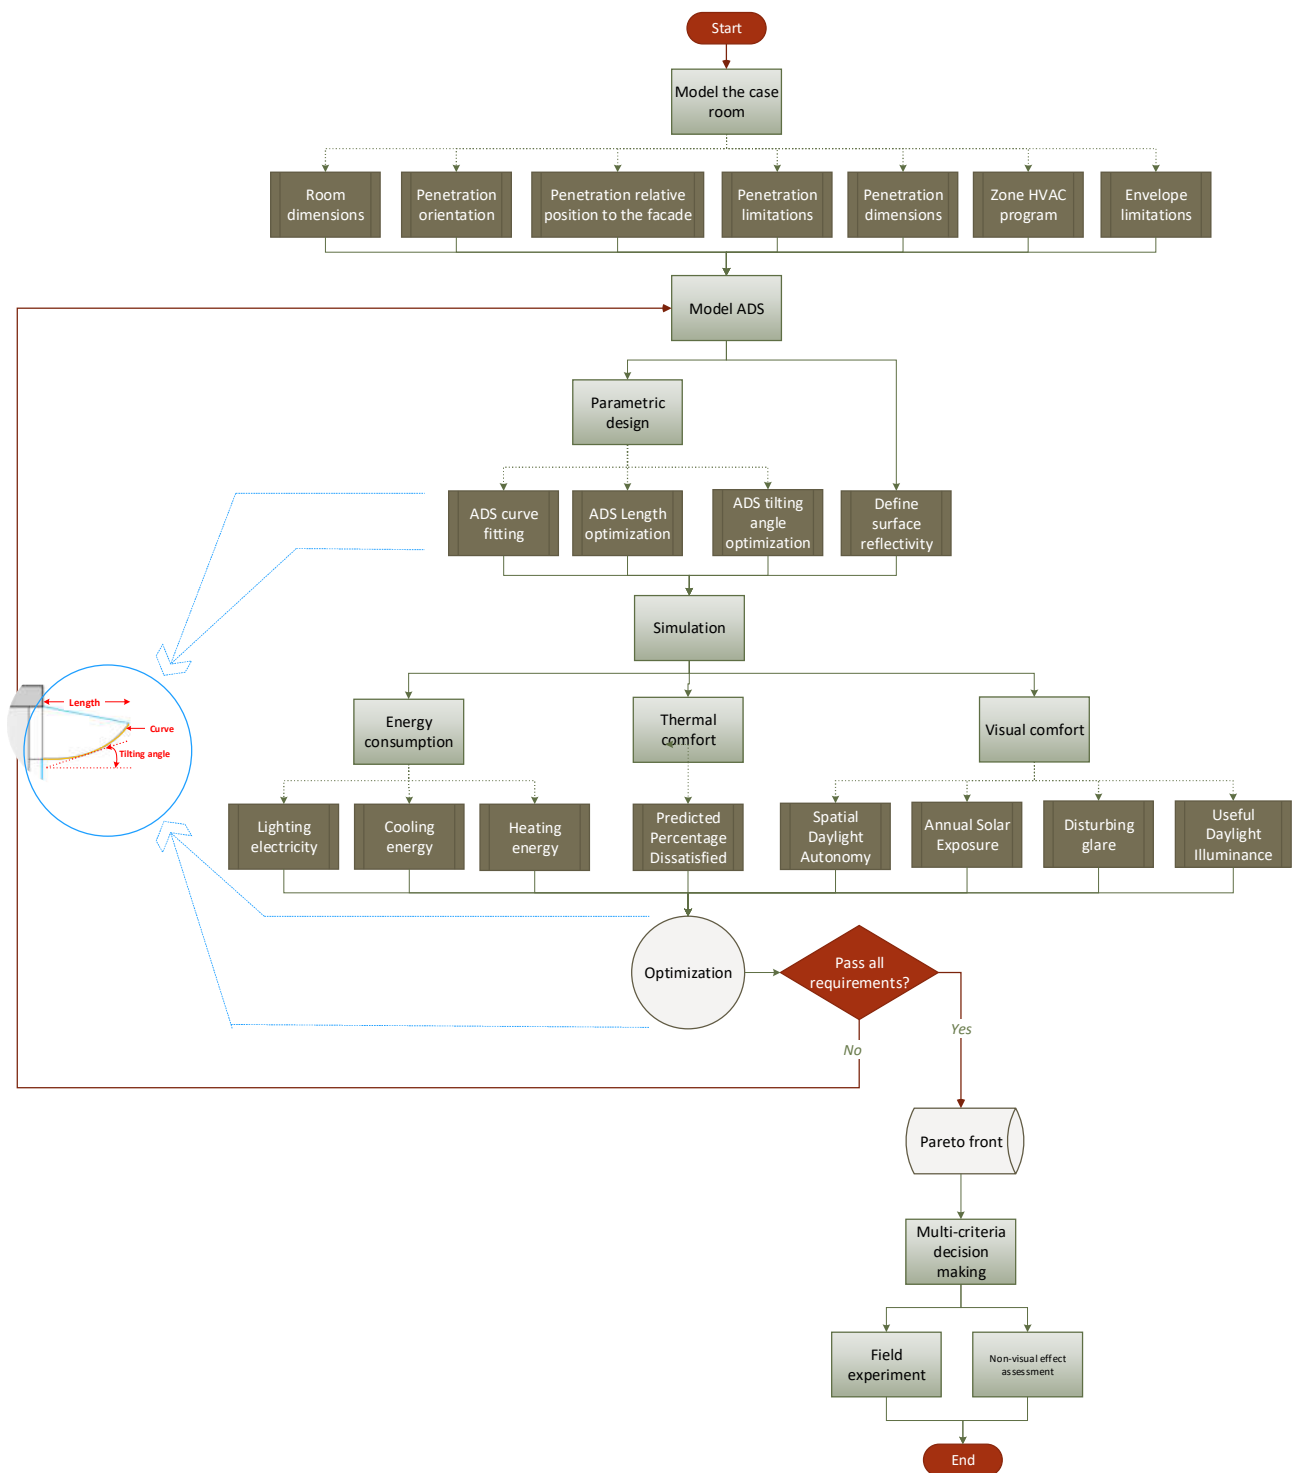 Start
Model the case
room
Room
dimensions
Penetration
orientation
Penetration relative
position to the facade
Penetration
limitations
Penetration
dimensions
Zone HVAC
program
Envelope
limitations
Model ADS
Parametric
design
ADS curve
fitting
ADS Length
optimization
ADS tilting
angle
optimization
Define
surface
reflectivity
Simulation
Length
Curve
Tilting angle
Energy
consumption
Thermal
comfort
Visual comfort
Lighting
electricity
Cooling
energy
Heating
energy
Predicted
Percentage
Dissatisfied
Spatial
Daylight
Autonomy
Annual Solar
Exposure
Disturbing
glare
Useful
Daylight
Illuminance
Optimization
Pass all
requirements?
Yes
No
Pareto front
Multi-criteria
decision
making
Field
experiment
Non-visual effect
assessment
End